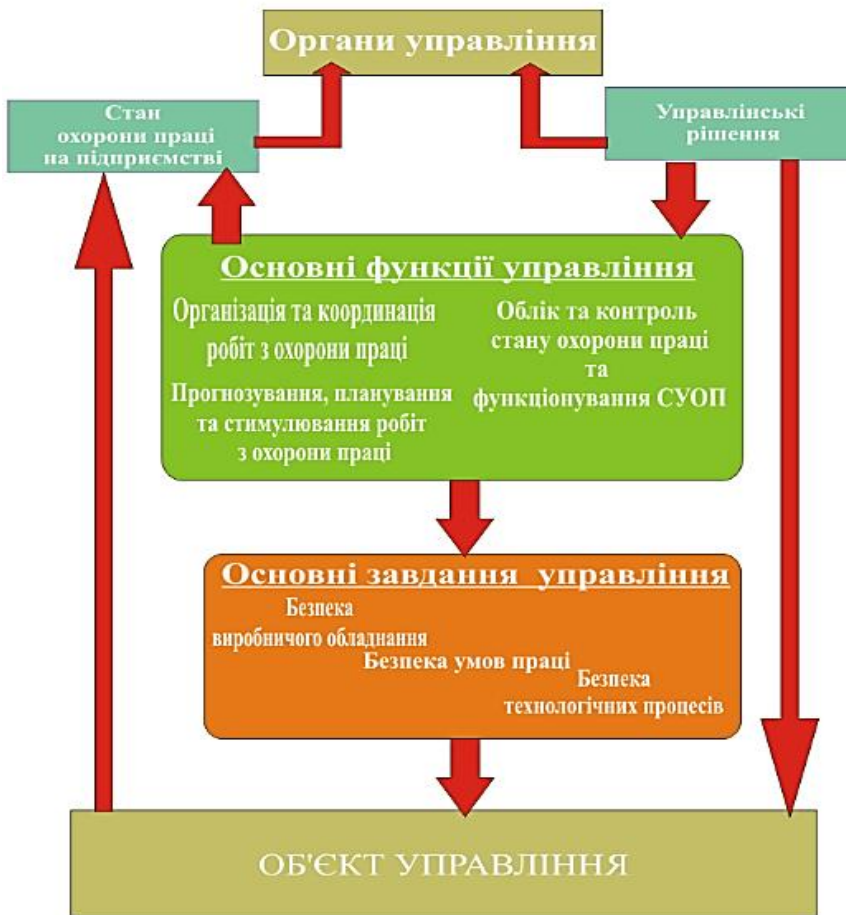 Органи управління
Стан
охорони праці
на підприємстві
Управлінські
рішення
Основні функції управління
Організація та координація
робіт з охорони праці
Прогнозування, планування
та стимулювання робіт
з охорони праці
Облік та контроль
стану охорони праці
та
функціонування СУОП
Основні завдання управління
Безпека
виробничого обладнання
Безпека умов праці
Безпека
технологічних процесів
ОБ'ЄКТ УПРАВЛІННЯ